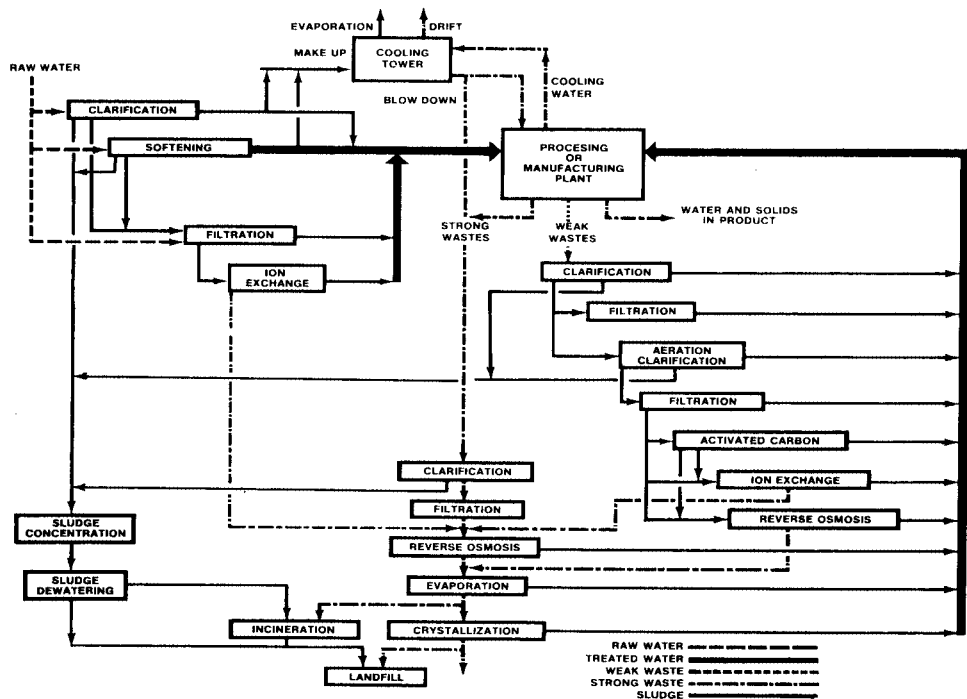 EVAPORATION
DRIFT
MAKE UP
COOLING
TOWER
RAW WATER
COOLING
WATER
BLOW DOWN
CLARIFICATION
SOFTENING
PROCESING
OR
MANUFACTURING
PLANT
STRONG
WASTES
WEAK
WASTES
WATER AND SOLIDS
IN PRODUCT
FILTRATION
ION
EXCHANGE
CLARIFICATION
FILTRATION
AERATION
CLARIFICATION
FILTRATION
ACTIVATED CARBON
ION EXCHANGE
REVERSE OSMOSIS
CLARIFICATION
FILTRATION
REVERSE OSMOSIS
EVAPORATION
CRYSTALLIZATION
SLUDGE
CONCENTRATION
SLUDGE
DEWATERING
INCINERATION
LANDFILL
RAW WATER
TREATED WATER
WEAK WASTE
STRONG WASTE
SLUDGE